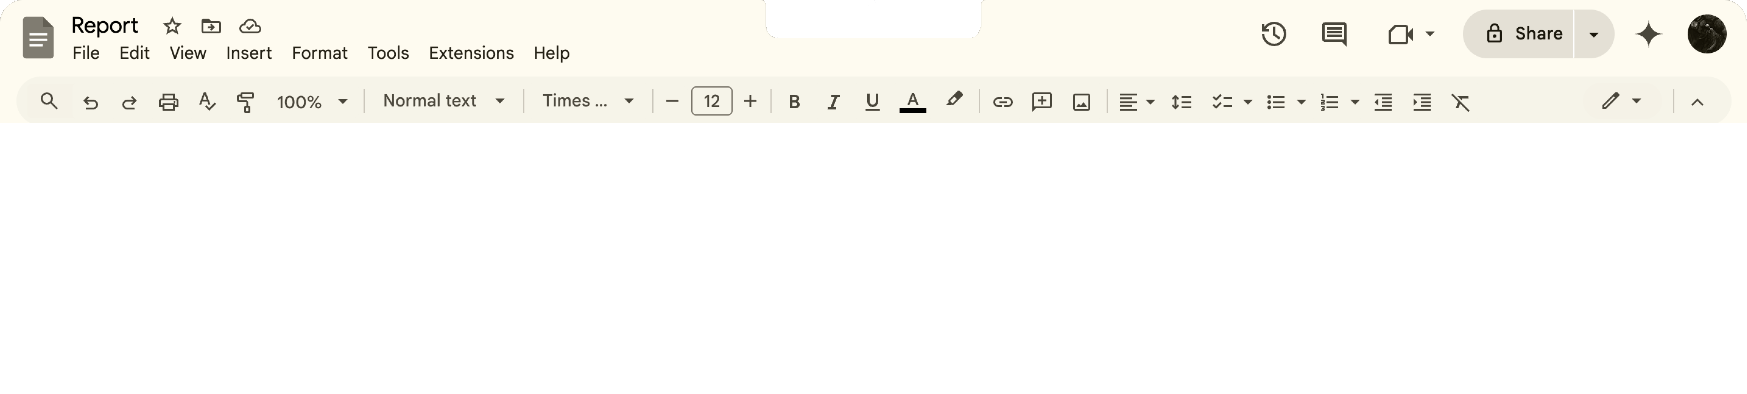 Report
File Edit View Insert Format Tools Extensions Help
Share
100% Normal text Times ... 12 B I U A